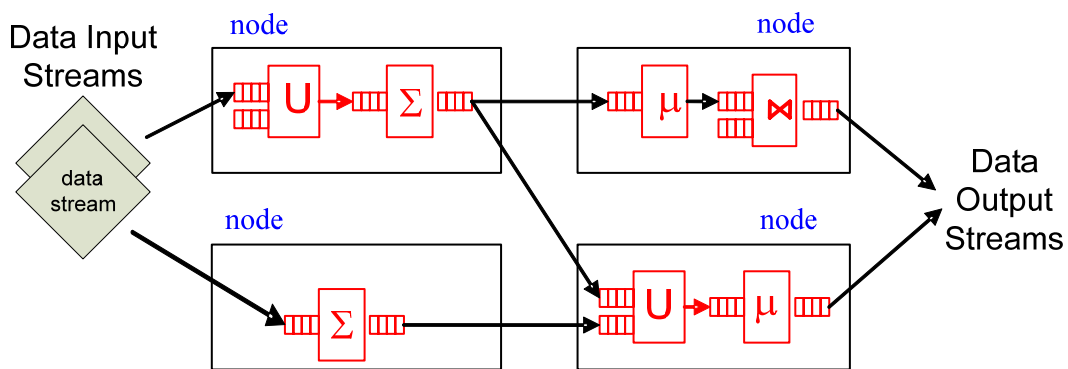 Data Input
Streams
data
stream
node
U
Σ
node
μ
⋈
node
Σ
node
U
μ
Data
Output
Streams